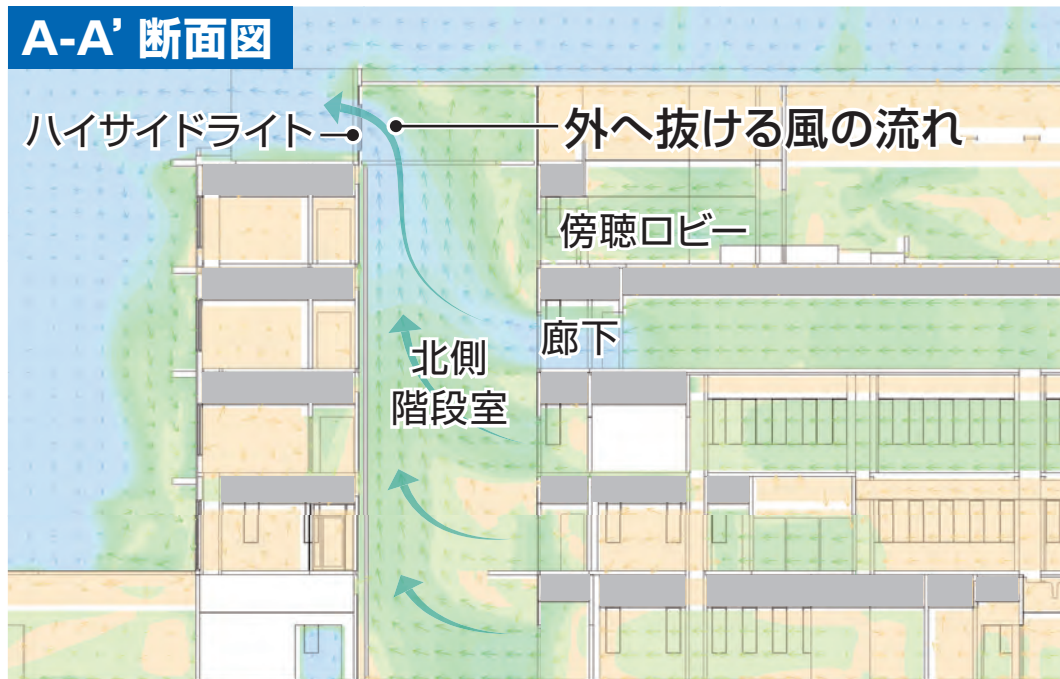 A-A’ 断面図
ハイサイドライト
外へ抜ける風の流れ
傍聴ロビー
廊下
北側
階段室